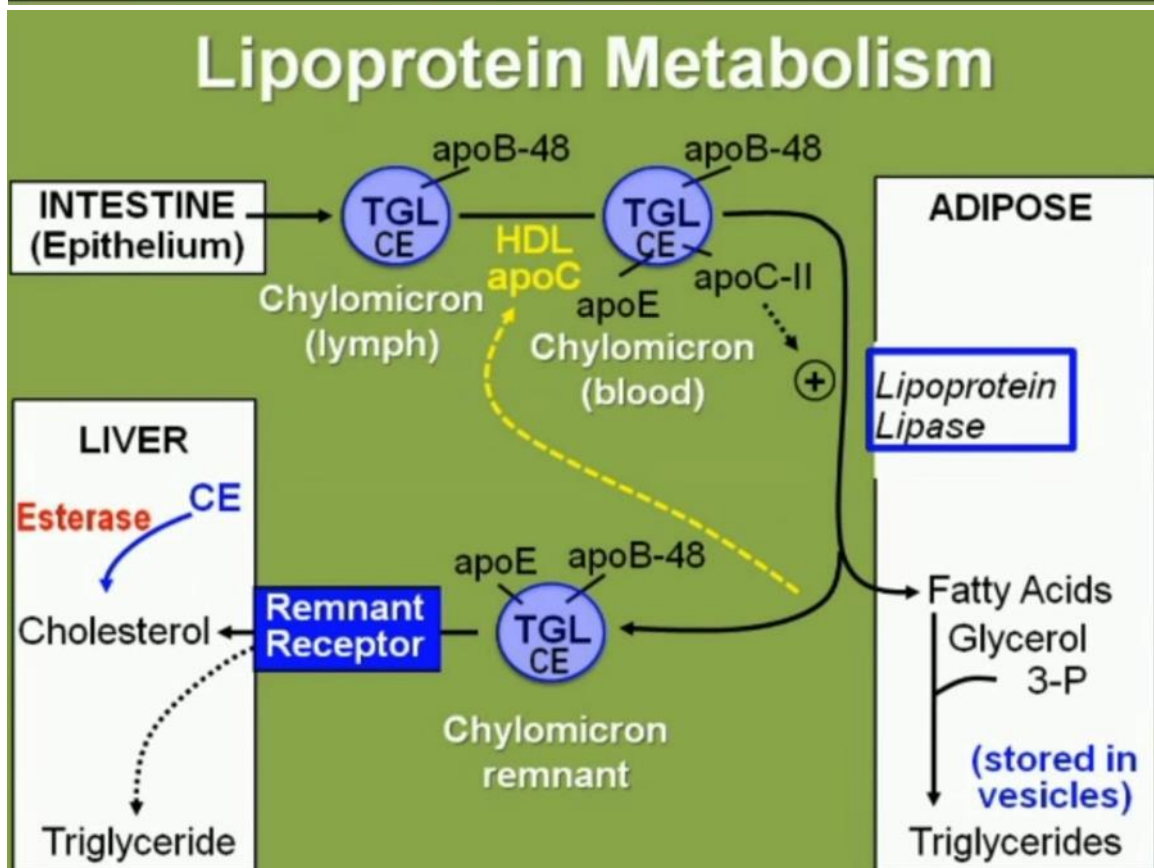 Lipoprotein Metabolism
INTESTINE
(Epithelium)
apoB-48
TGL
CE
Chylomicron
(lymph)
HDL
apoC
apoB-48
TGL
CE
apoE
apoC-II
Chylomicron
(blood)
+
ADIPOSE
Lipoprotein
Lipase
Fatty Acids
Glycerol
3-P
(stored in
vesicles)
Triglycerides
LIVER
CE
Esterase
Cholesterol
Triglyceride
Remnant
Receptor
apoE
apoB-48
TGL
CE
Chylomicron
remnant